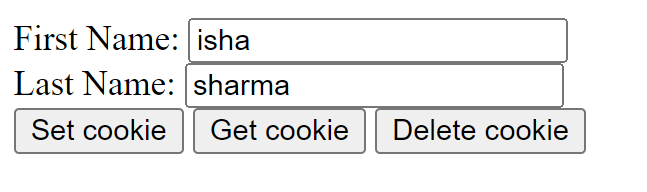 First Name: isha
Last Name: sharma
Set cookie Get cookie Delete cookie